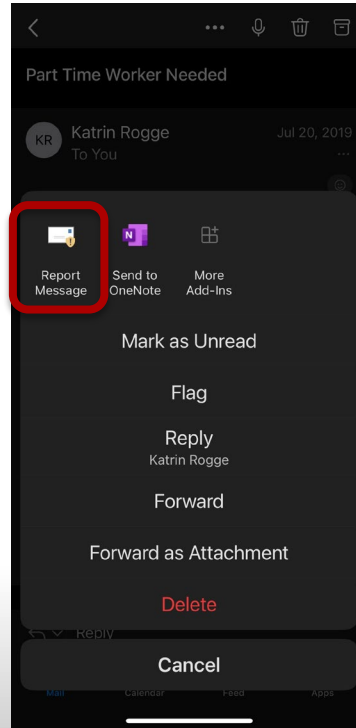 Part Time Worker Needed
KR
Katrin Rogge
Jul 20, 2019
To You
...
N
Report Message
Send to OneNote
More Add-Ins
Mark as Unread
Flag
Reply
Katrin Rogge
Forward
Forward as Attachment
Delete
Reply
Cancel
Mail
Calendar
Feed
Apps